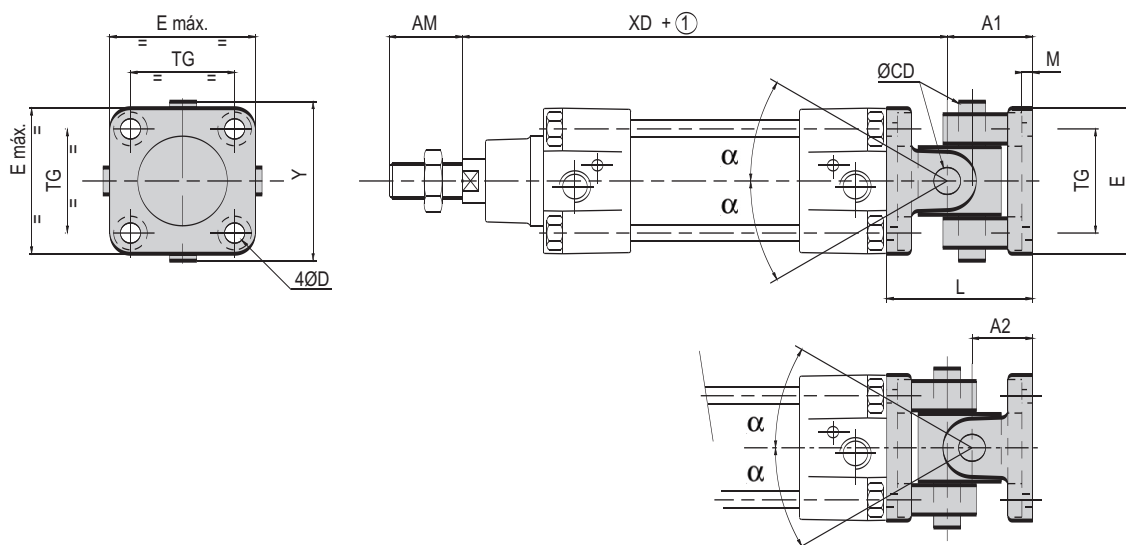 E máx.
=
=
TG
=
=
E máx.
TG
=
=
=
=
Y
4ØD
AM
XD + ①
A1
M
ØCD
α
α
TG
E
L
A2
α
α